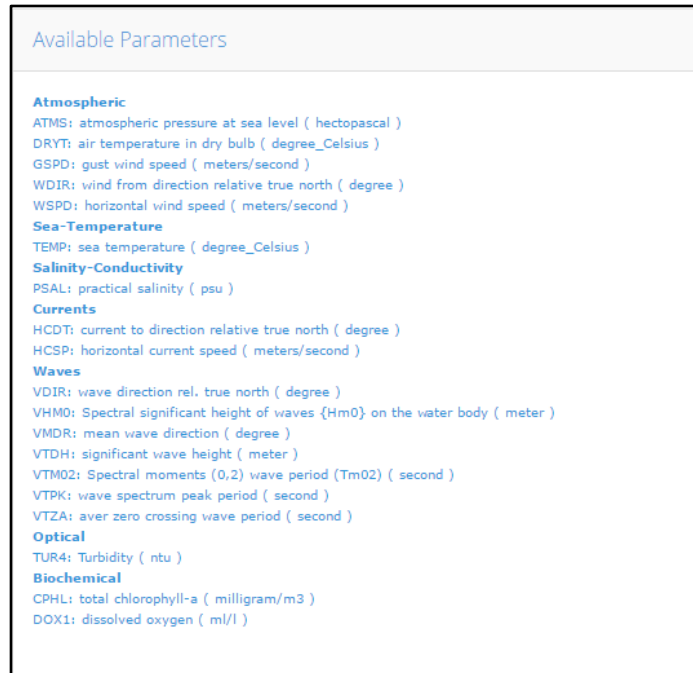 Available Parameters
Atmospheric
ATMS: atmospheric pressure at sea level ( hectopascal )
DRYT: air temperature in dry bulb ( degree_Celsius )
GSPD: gust wind speed ( meters/second )
WDIR: wind from direction relative true north ( degree )
WSPD: horizontal wind speed ( meters/second )
Sea-Temperature
TEMP: sea temperature ( degree_Celsius )
Salinity-Conductivity
PSAL: practical salinity ( psu )
Currents
HCDT: current to direction relative true north ( degree )
HCSP: horizontal current speed ( meters/second )
Waves
VDIR: wave direction rel. true north ( degree )
VHM0: Spectral significant height of waves {Hm0} on the water body ( meter )
VMDR: mean wave direction ( degree )
VTDH: significant wave height ( meter )
VTM02: Spectral moments (0,2) wave period (Tm02) ( second )
VTPK: wave spectrum peak period ( second )
VTZA: aver zero crossing wave period ( second )
Optical
TUR4: Turbidity ( ntu )
Biochemical
CPHL: total chlorophyll-a ( milligram/m3 )
DOX1: dissolved oxygen ( ml/l )